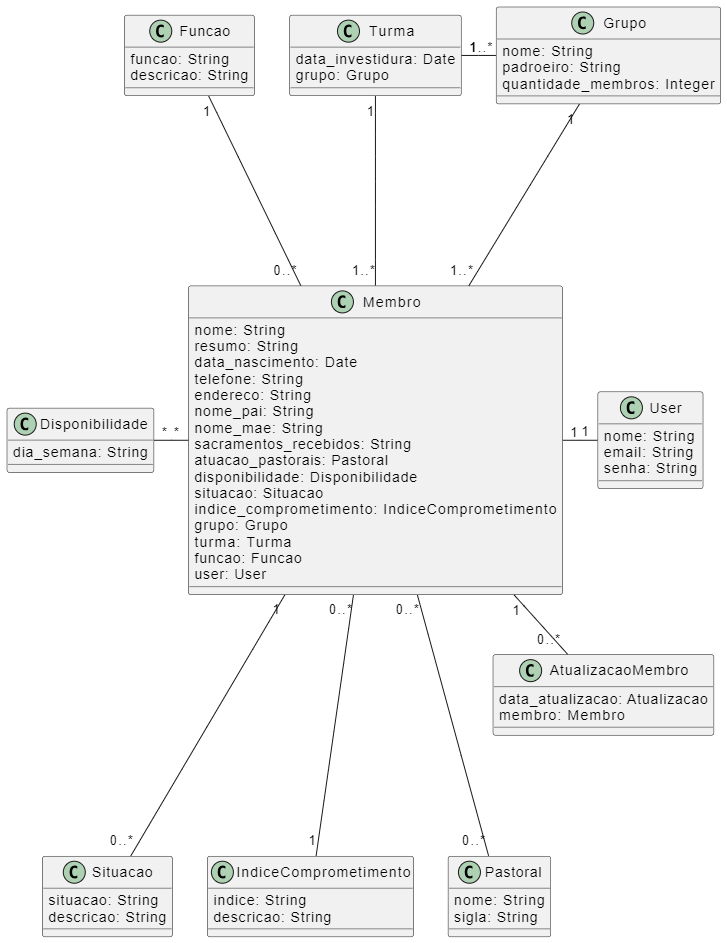 C Funcao
funcao: String
descricao: String
C Turma
data_investidura: Date
grupo: Grupo
1..*
C Grupo
nome: String
padroeiro: String
quantidade_membros: Integer
1
1
1
0..*
1..*
1..*
C Membro
nome: String
resumo: String
data_nascimento: Date
telefone: String
endereco: String
nome_pai: String
nome_mae: String
sacramentos_recebidos: String
atuacao_pastorais: Pastoral
disponibilidade: Disponibilidade
situacao: Situacao
indice_comprometimento: IndiceComprometimento
grupo: Grupo
turma: Turma
funcao: Funcao
user: User
C Disponibilidade
dia_semana: String
* *
1 1
C User
nome: String
email: String
senha: String
1
0..*
0..*
1
0..*
C AtualizacaoMembro
data_atualizacao: Atualizacao
membro: Membro
0..*
1
0..*
C Situacao
situacao: String
descricao: String
C IndiceComprometimento
indice: String
descricao: String
C Pastoral
nome: String
sigla: String